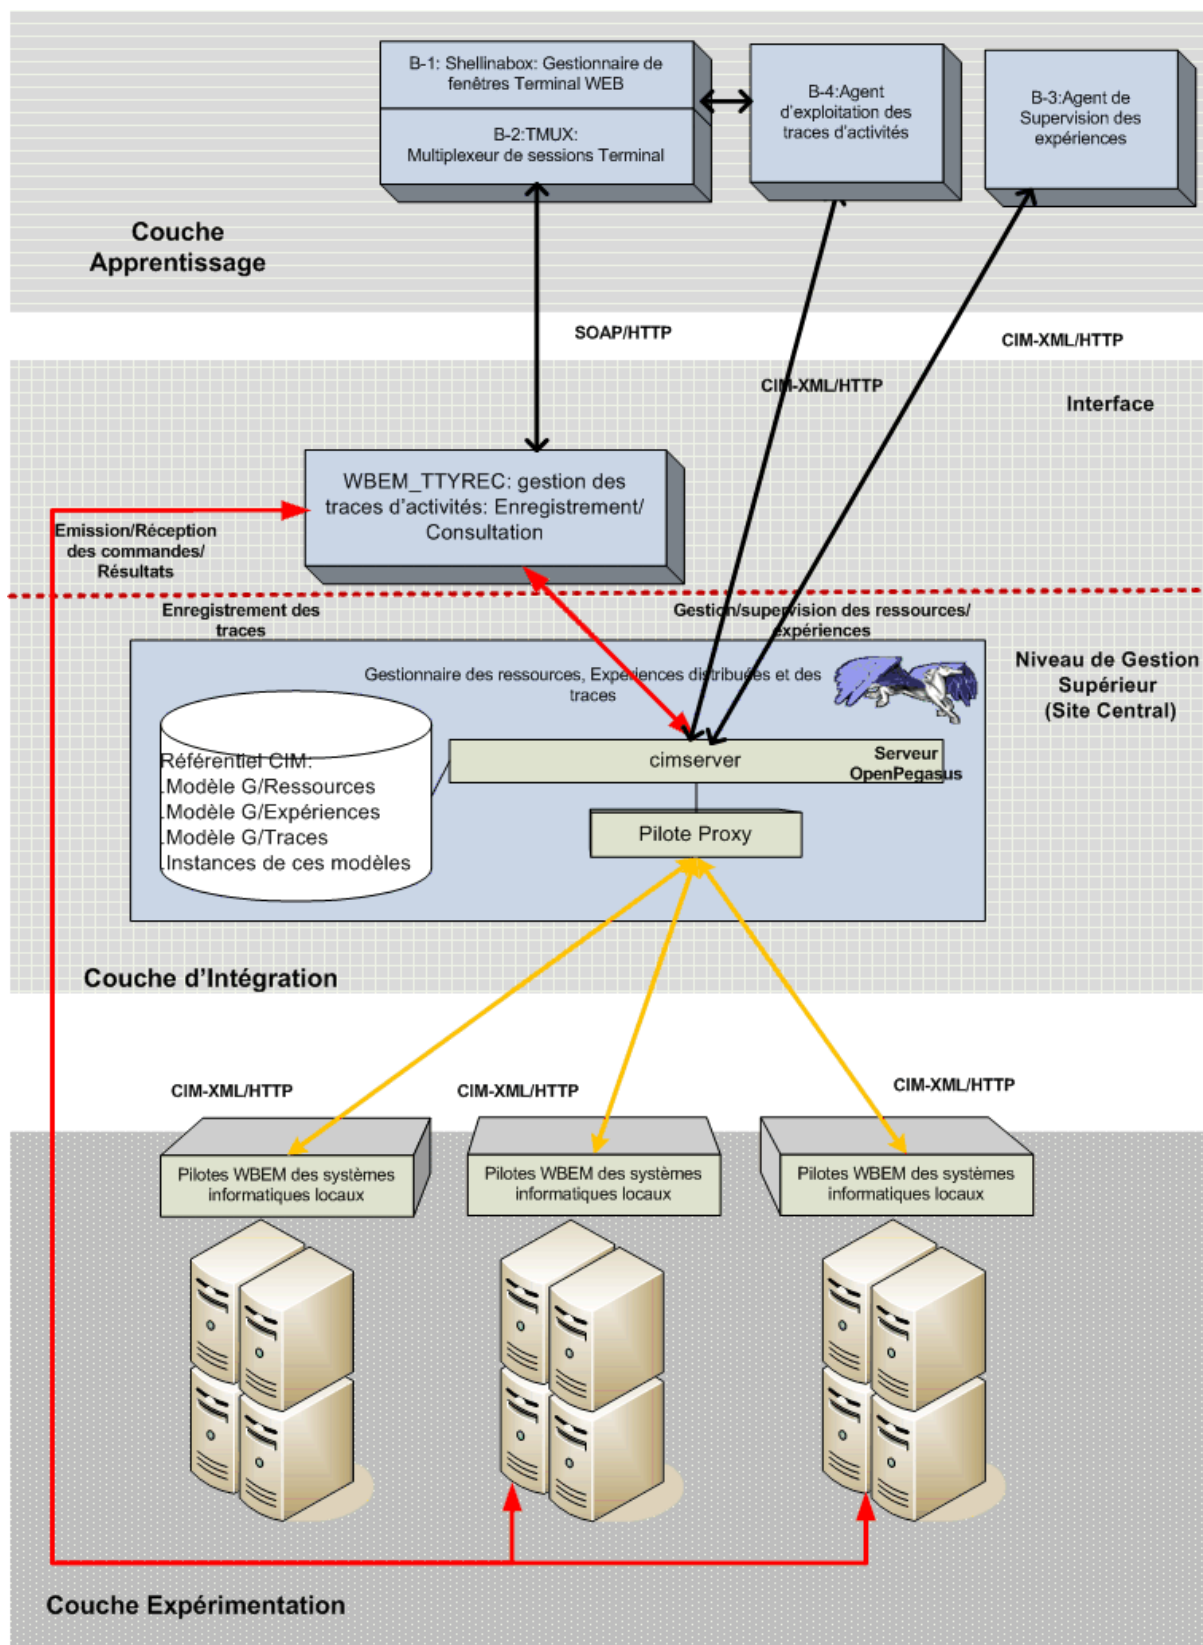 B-1: Shellinabox: Gestionnaire de
fenêtres Terminal WEB
B-2:TMUX:
Multiplexeur de sessions Terminal
B-4:Agent
d'exploitation des
traces d'activités
B-3:Agent de
Supervision des
expériences
Couche
Apprentissage
SOAP/HTTP
CIM-XML/HTTP
CIM-XML/HTTP
Interface
WBEM_TTYREC: gestion des
traces d'activités: Enregistrement/
Consultation
Emission/Réception
des commandes/
Résultats
Enregistrement des
traces
Gestion/supervision des ressources/
expériences
Niveau de Gestion
Supérieur
(Site Central)
Gestionnaire des ressources, Expériences distribuées et des
traces
Référentiel CIM:
.Modèle G/Ressources
.Modèle G/Expériences
.Modèle G/Traces
.Instances de ces modèles
cimserver
Serveur
OpenPegasus
Pilote Proxy
Couche d'Intégration
CIM-XML/HTTP
CIM-XML/HTTP
CIM-XML/HTTP
Pilotes WBEM des systèmes
informatiques locaux
Pilotes WBEM des systèmes
informatiques locaux
Pilotes WBEM des systèmes
informatiques locaux
Couche Expérimentation